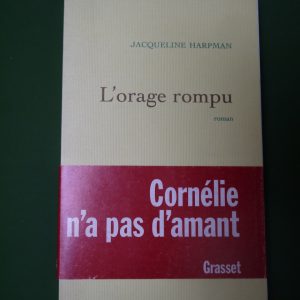 JACQUELINE HARPMAN
L'orage rompu
roman
Cornélie
n'a pas d'amant
Grasset